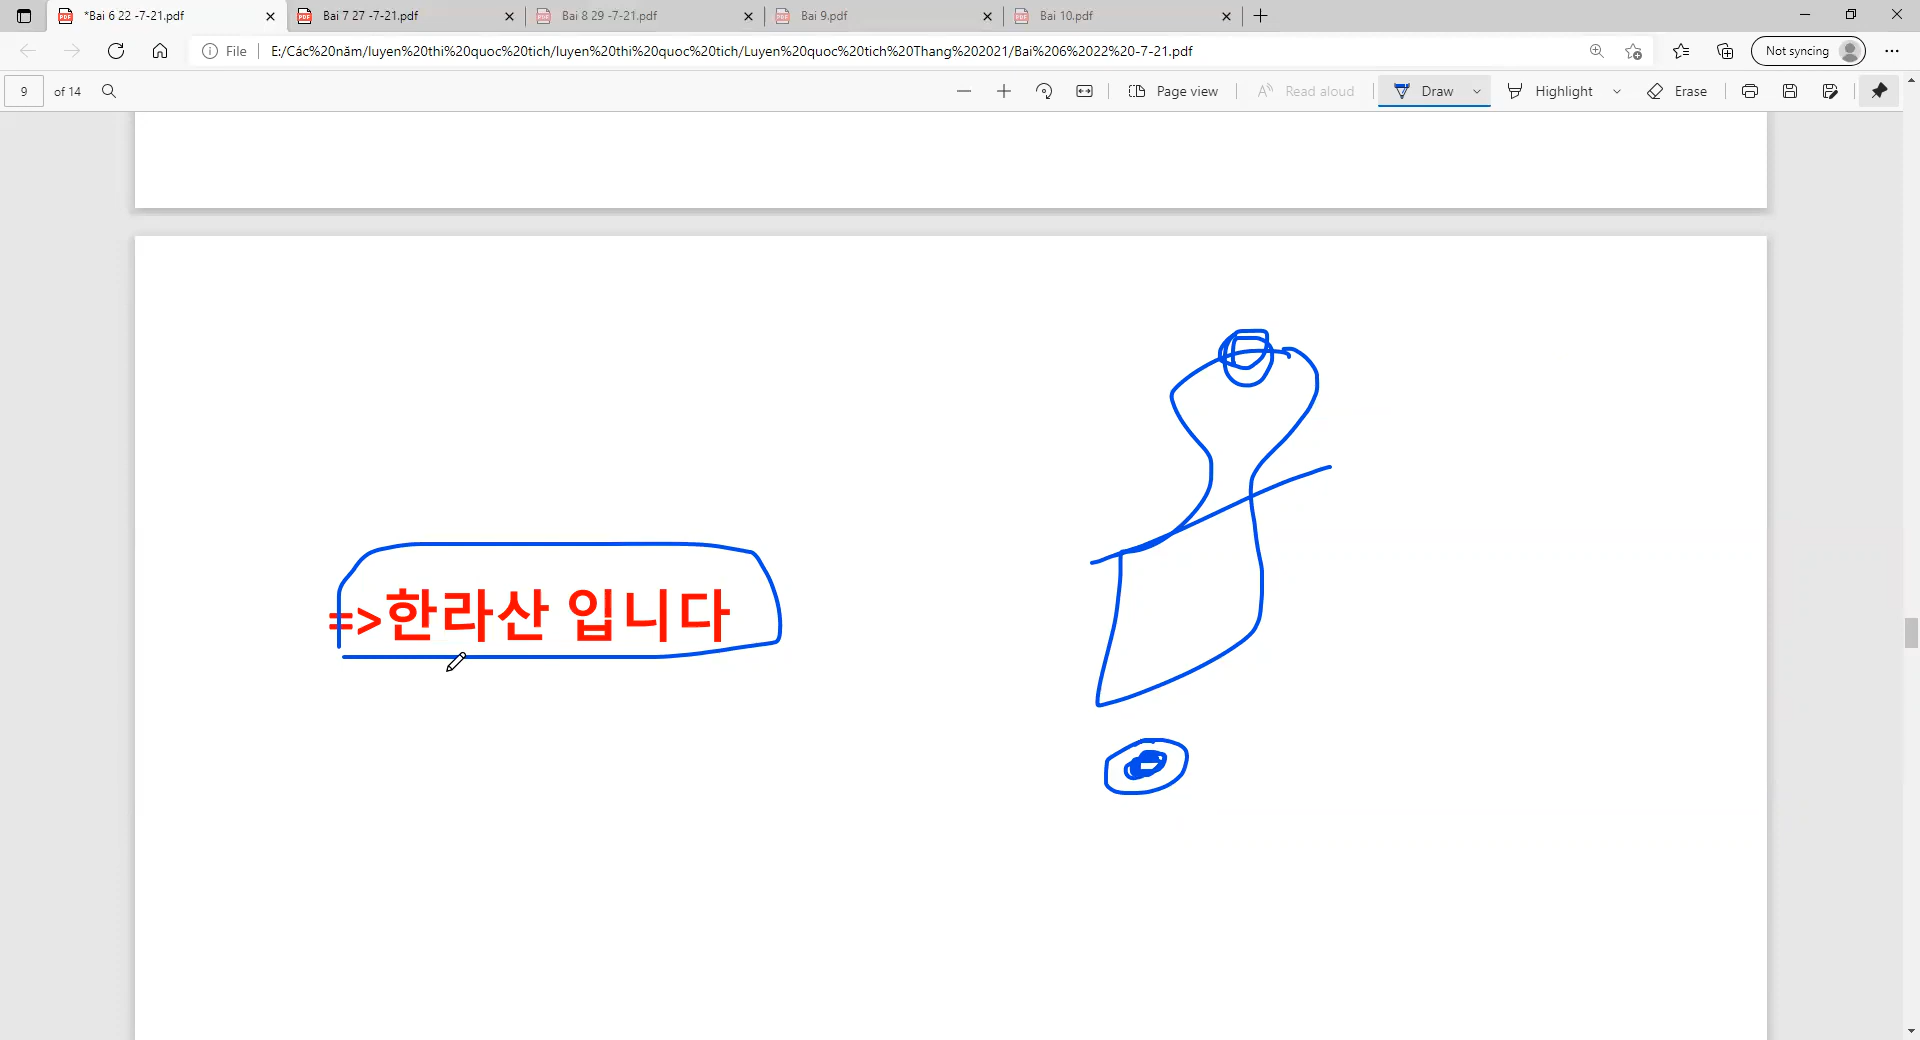 *Bai 6 22 -7-21.pdf
Bai 7 27 -7-21.pdf
Bai 8 29 -7-21.pdf
Bai 9.pdf
Bai 10.pdf
File
E:/Các%20năm/luyen%20thi%20quoc%20tich/luyen%20thi%20quoc%20tich/Luyen%20quoc%20tich%20Thang%202021/Bai%206%2022%20-7-21.pdf
Not syncing
9 of 14
Page view
Read aloud
Draw
Highlight
Erase
=>한라산 입니다